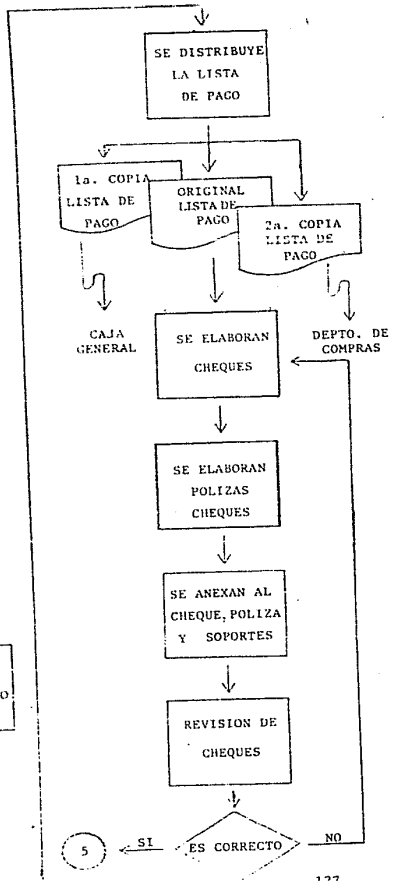 SE DISTRIBUYE
LA LISTA
DE PAGO
1a. COPIA
LISTA DE
PAGO
ORIGINAL
LISTA DE
PAGO
2a. COPIA
LISTA DE
PAGO
CAJA
GENERAL
DEPTO. DE
COMPRAS
SE ELABORAN
CHEQUES
SE ELABORAN
POLIZAS
CHEQUES
SE ANEXAN AL
CHEQUE, POLIZA
Y SOPORTES
O
REVISION DE
CHEQUES
5
SI
ES CORRECTO
NO